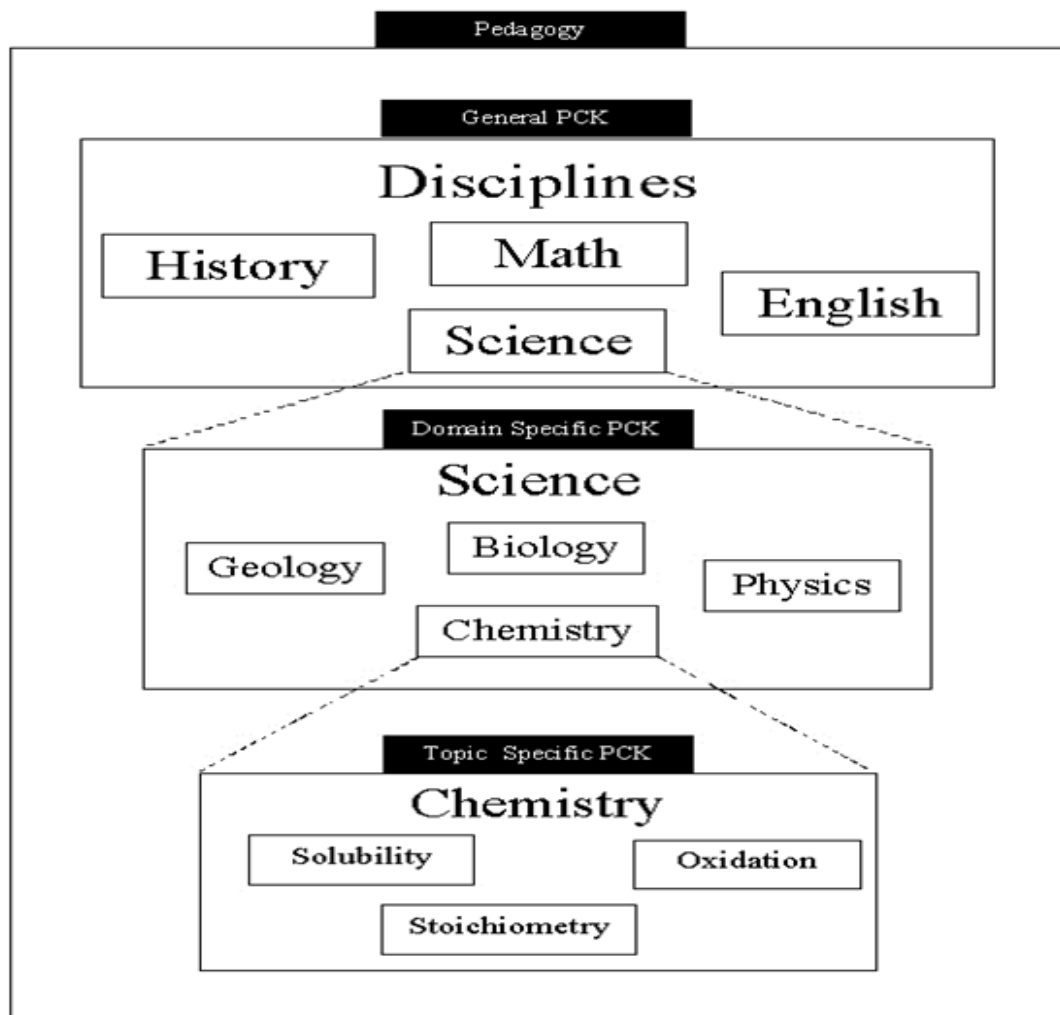 Pedagogy
General PCK
Disciplines
History
Math
English
Science
Domain Specific PCK
Science
Geology
Biology
Physics
Chemistry
Topic Specific PCK
Chemistry
Solubility
Oxidation
Stoichiometry